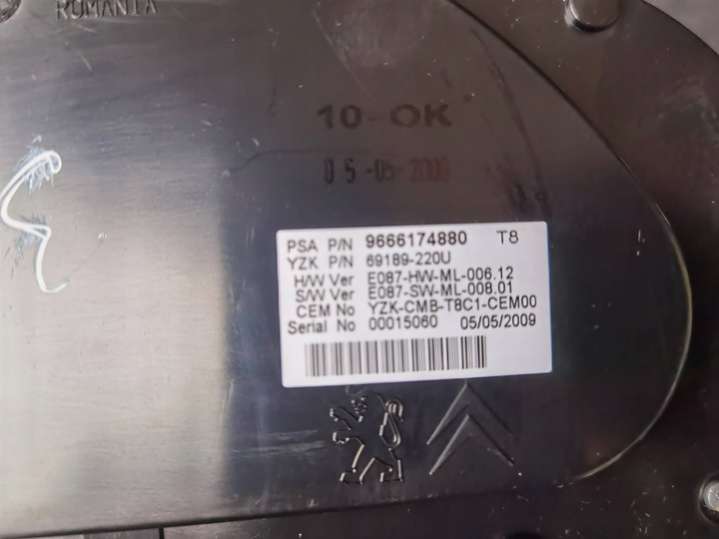 ROMANIA
10-OK
PSA P/N 9666174880 T8
YZK P/N 69189-220U
H/W Ver E087-HW-ML-006.12
S/W Ver E087-SW-ML-008.01
CEM No YZK-CMB-T8C1-CEM00
Serial No 00015060 05/05/2009